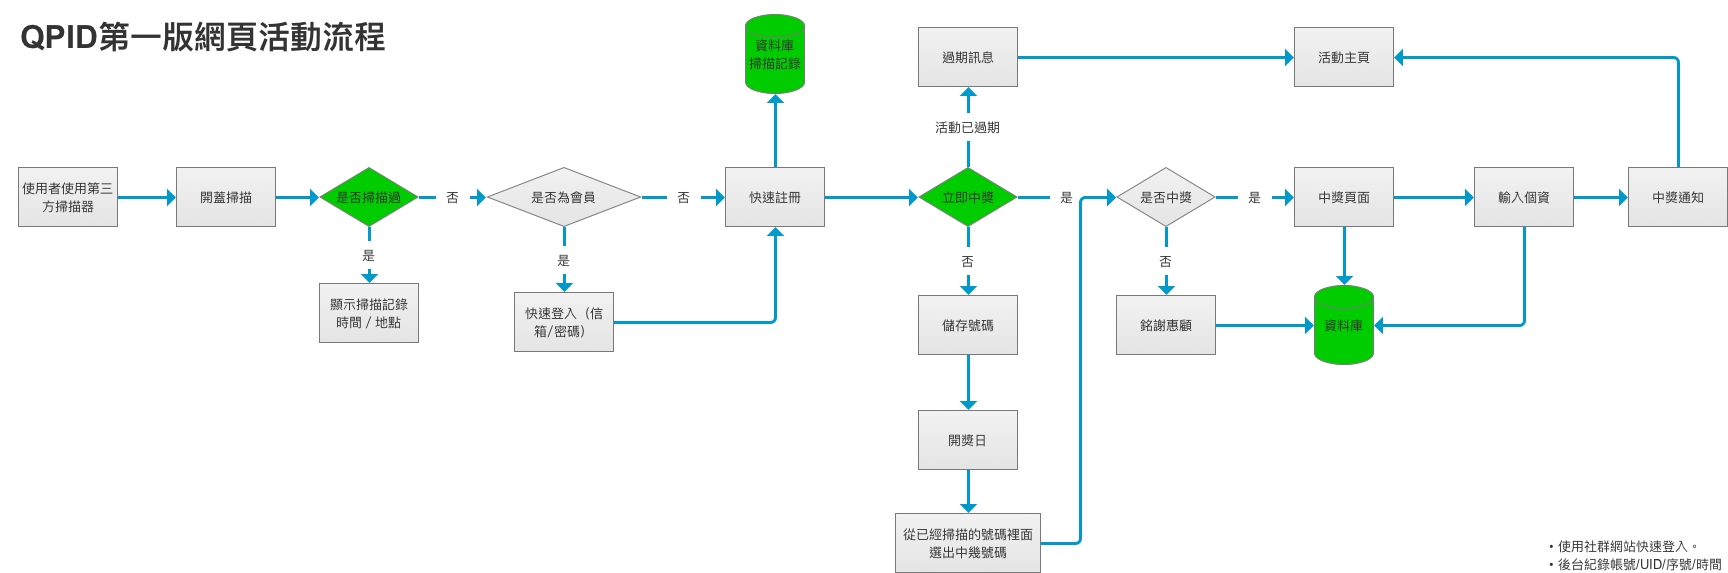 QPID第一版網頁活動流程
資料庫
掃描記錄
過期訊息
活動主頁
活動已過期
使用者使用第三
方掃描器
開蓋掃描
是否掃描過
否
是否為會員
否
快速註冊
立即中獎
是
是否中獎
是
中獎頁面
輸入個資
中獎通知
是
是
否
否
顯示掃描記錄
時間 / 地點
快速登入（信
箱/密碼）
儲存號碼
銘謝惠顧
資料庫
開獎日
從已經掃描的號碼裡面
選出中幾號碼
• 使用社群網站快速登入。
• 後台紀錄帳號/UID/序號/時間